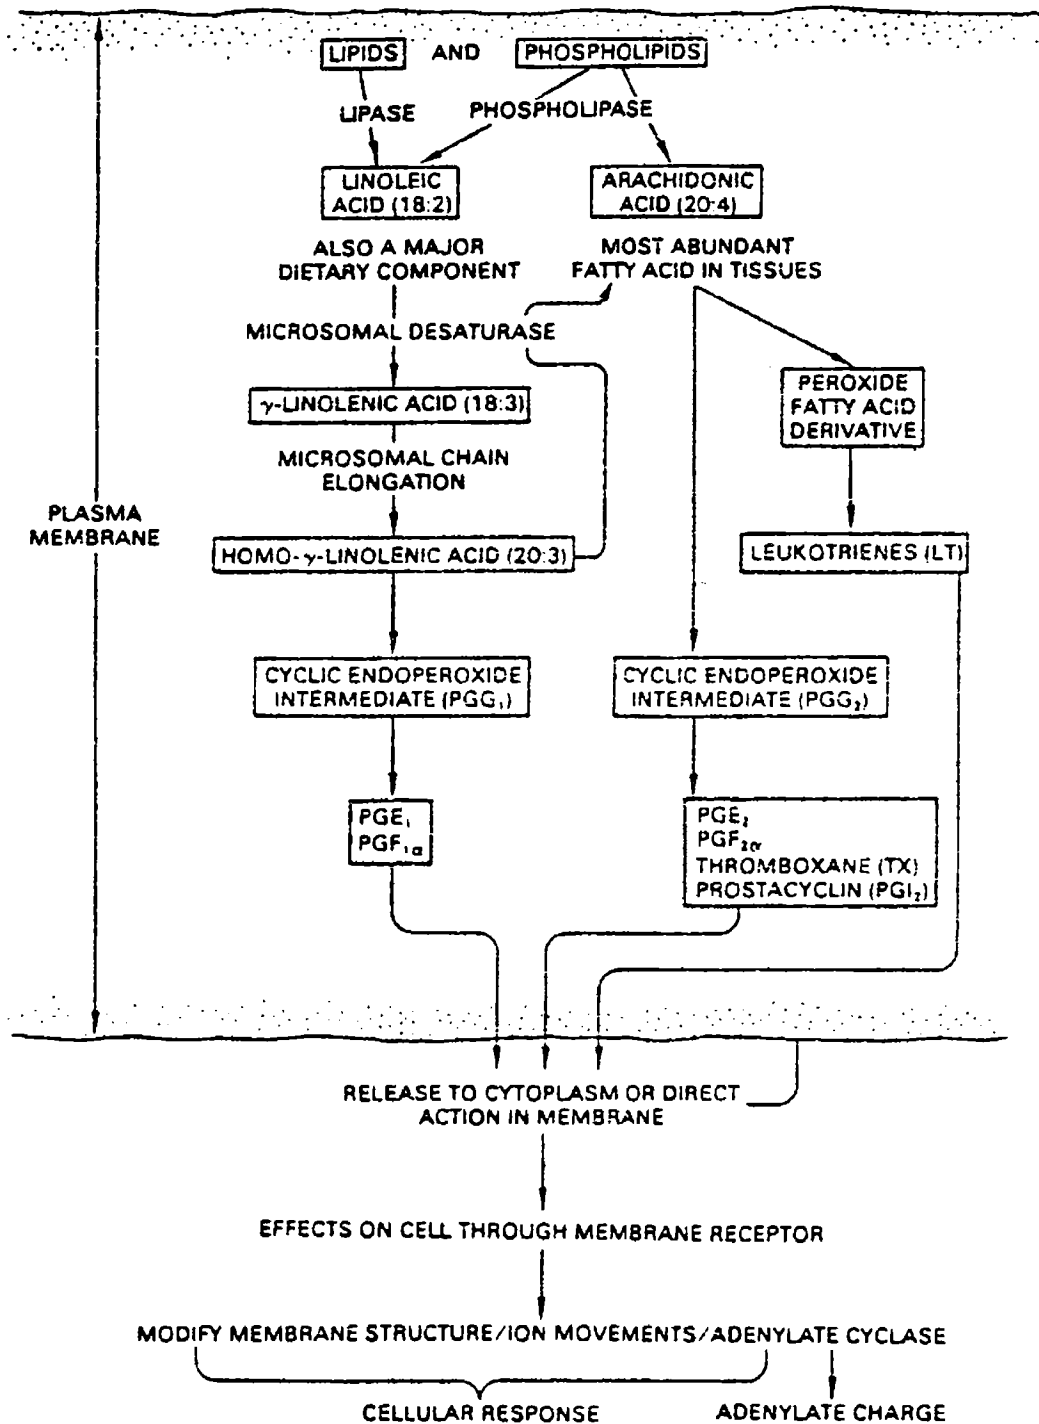 LIPIDS AND PHOSPHOLIPIDS
LIPASE
PHOSPHOLIPASE
LINOLEIC
ACID (18:2)
ARACHIDONIC
ACID (20:4)
ALSO A MAJOR
DIETARY COMPONENT
MOST ABUNDANT
FATTY ACID IN TISSUES
MICROSOMAL DESATURASE
γ-LINOLENIC ACID (18:3)
PEROXIDE
FATTY ACID
DERIVATIVE
MICROSOMAL CHAIN
ELONGATION
PLASMA
MEMBRANE
HOMO-γ-LINOLENIC ACID (20:3)
LEUKOTRIENES (LT)
CYCLIC ENDOPEROXIDE
INTERMEDIATE (PGG₁)
CYCLIC ENDOPEROXIDE
INTERMEDIATE (PGG₂)
PGE₁
PGF₁α
PGE₂
PGF₂α
THROMBOXANE (TX)
PROSTACYCLIN (PGI₂)
RELEASE TO CYTOPLASM OR DIRECT
ACTION IN MEMBRANE
EFFECTS ON CELL THROUGH MEMBRANE RECEPTOR
MODIFY MEMBRANE STRUCTURE/ION MOVEMENTS/ADENYLATE CYCLASE
CELLULAR RESPONSE
ADENYLATE CHARGE